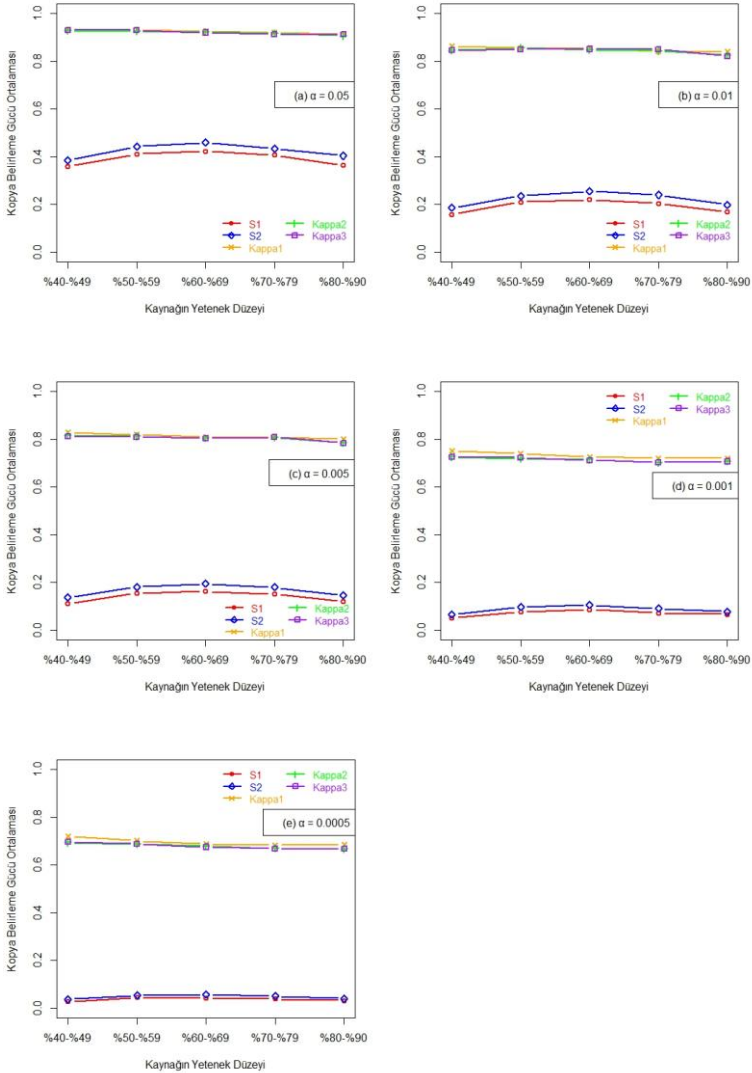 Kopya Belirleme Gücü Ortalaması
1.0
0.8
0.6
0.4
0.2
0.0
(a) α = 0.05
S1
S2
Kappa1
Kappa2
Kappa3
%40-%49 %50-%59 %60-%69 %70-%79 %80-%90
Kaynağın Yetenek Düzeyi
Kopya Belirleme Gücü Ortalaması
1.0
0.8
0.6
0.4
0.2
0.0
(b) α = 0.01
S1
S2
Kappa1
Kappa2
Kappa3
%40-%49 %50-%59 %60-%69 %70-%79 %80-%90
Kaynağın Yetenek Düzeyi
Kopya Belirleme Gücü Ortalaması
1.0
0.8
0.6
0.4
0.2
0.0
(c) α = 0.005
S1
S2
Kappa1
Kappa2
Kappa3
%40-%49 %50-%59 %60-%69 %70-%79 %80-%90
Kaynağın Yetenek Düzeyi
Kopya Belirleme Gücü Ortalaması
1.0
0.8
0.6
0.4
0.2
0.0
S1
S2
Kappa1
Kappa2
Kappa3
(d) α = 0.001
%40-%49 %50-%59 %60-%69 %70-%79 %80-%90
Kaynağın Yetenek Düzeyi
Kopya Belirleme Gücü Ortalaması
1.0
0.8
0.6
0.4
0.2
0.0
S1
S2
Kappa1
Kappa2
Kappa3
(e) α = 0.0005
%40-%49 %50-%59 %60-%69 %70-%79 %80-%90
Kaynağın Yetenek Düzeyi